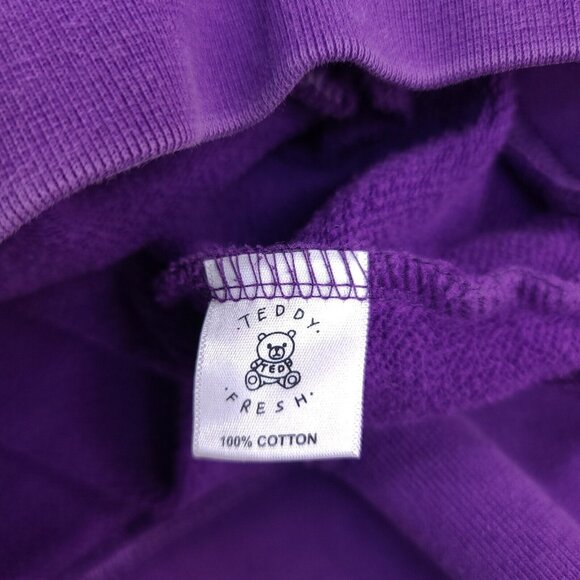 · TEDDY ·
TED
· FRESH ·
100% COTTON